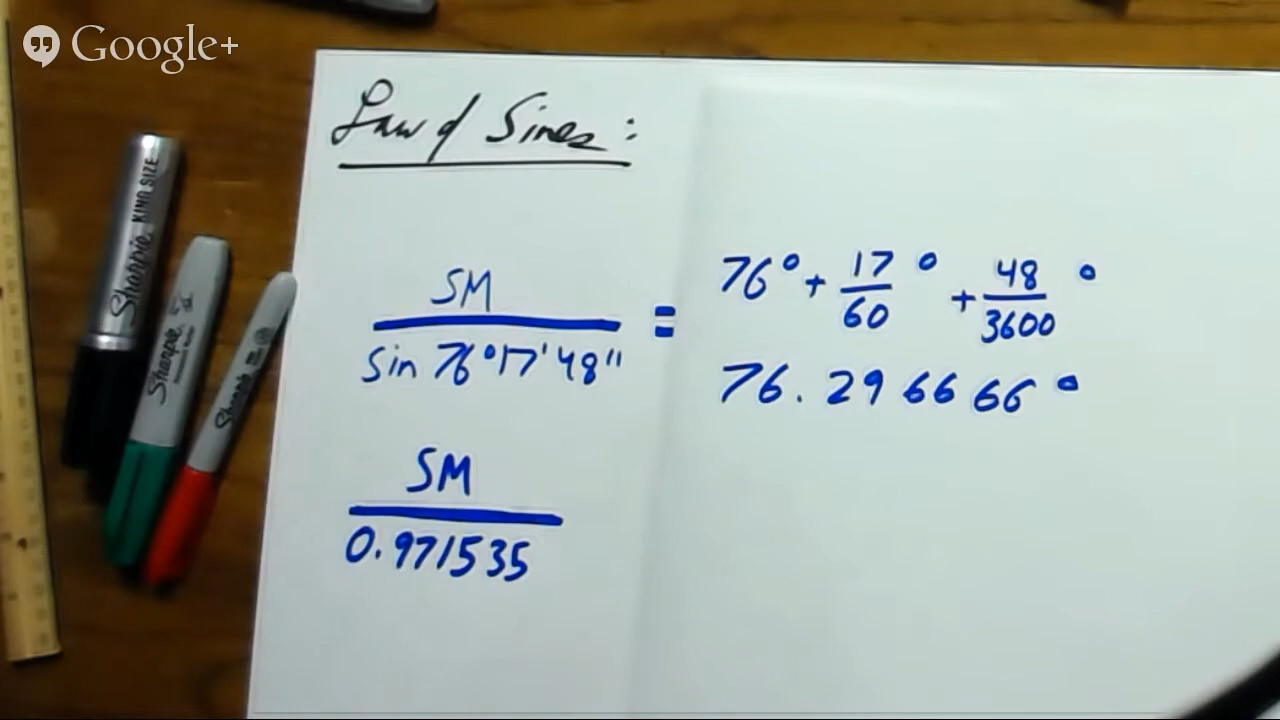 Google+
Law of Sines:
SM
sin 76°17'48"
=
76° + 17/60° + 48/3600°
76.296666°
SM
0.971535
Sharpie KING SIZE
Sharpie
Sharpie